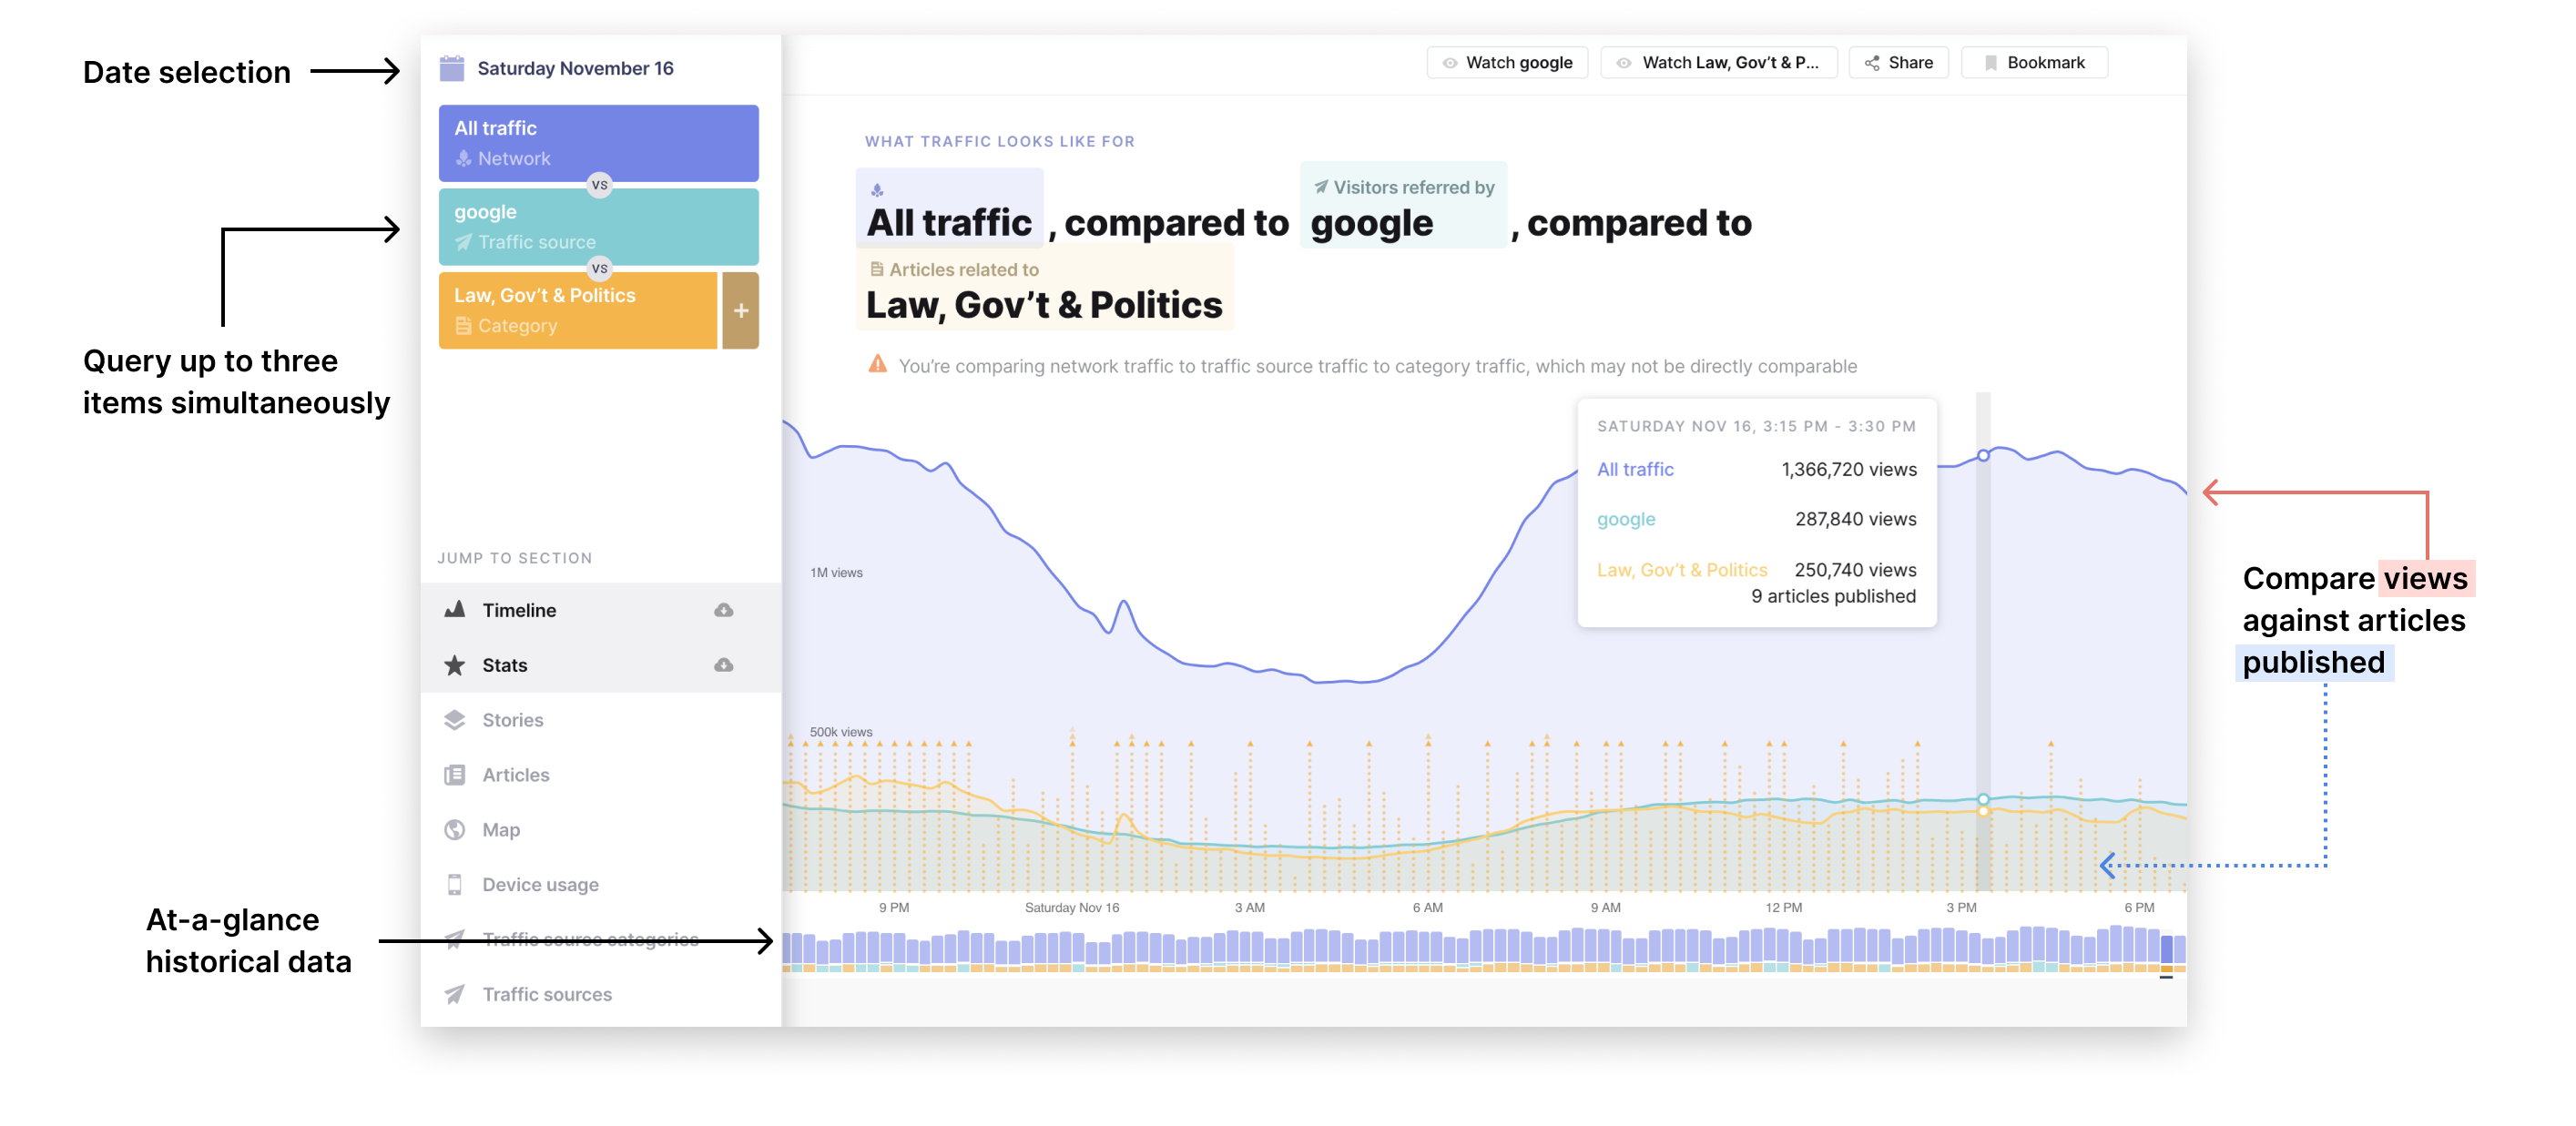 Date selection
Query up to three
items simultaneously
At-a-glance
historical data
Saturday November 16
All traffic
Network
VS
google
Traffic source
VS
Law, Gov’t & Politics
Category
+
JUMP TO SECTION
Timeline
Stats
Stories
Articles
Map
Device usage
Traffic source categories
Traffic sources
Watch google
Watch Law, Gov’t & P...
Share
Bookmark
WHAT TRAFFIC LOOKS LIKE FOR
Visitors referred by
All traffic , compared to google , compared to
Articles related to
Law, Gov’t & Politics
You’re comparing network traffic to traffic source traffic to category traffic, which may not be directly comparable
SATURDAY NOV 16, 3:15 PM - 3:30 PM
All traffic 1,366,720 views
google 287,840 views
Law, Gov’t & Politics 250,740 views
9 articles published
1M views
500k views
9 PM Saturday Nov 16 3 AM 6 AM 9 AM 12 PM 3 PM 6 PM
Compare views
against articles
published